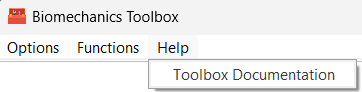 Biomechanics Toolbox
Options Functions Help
Toolbox Documentation